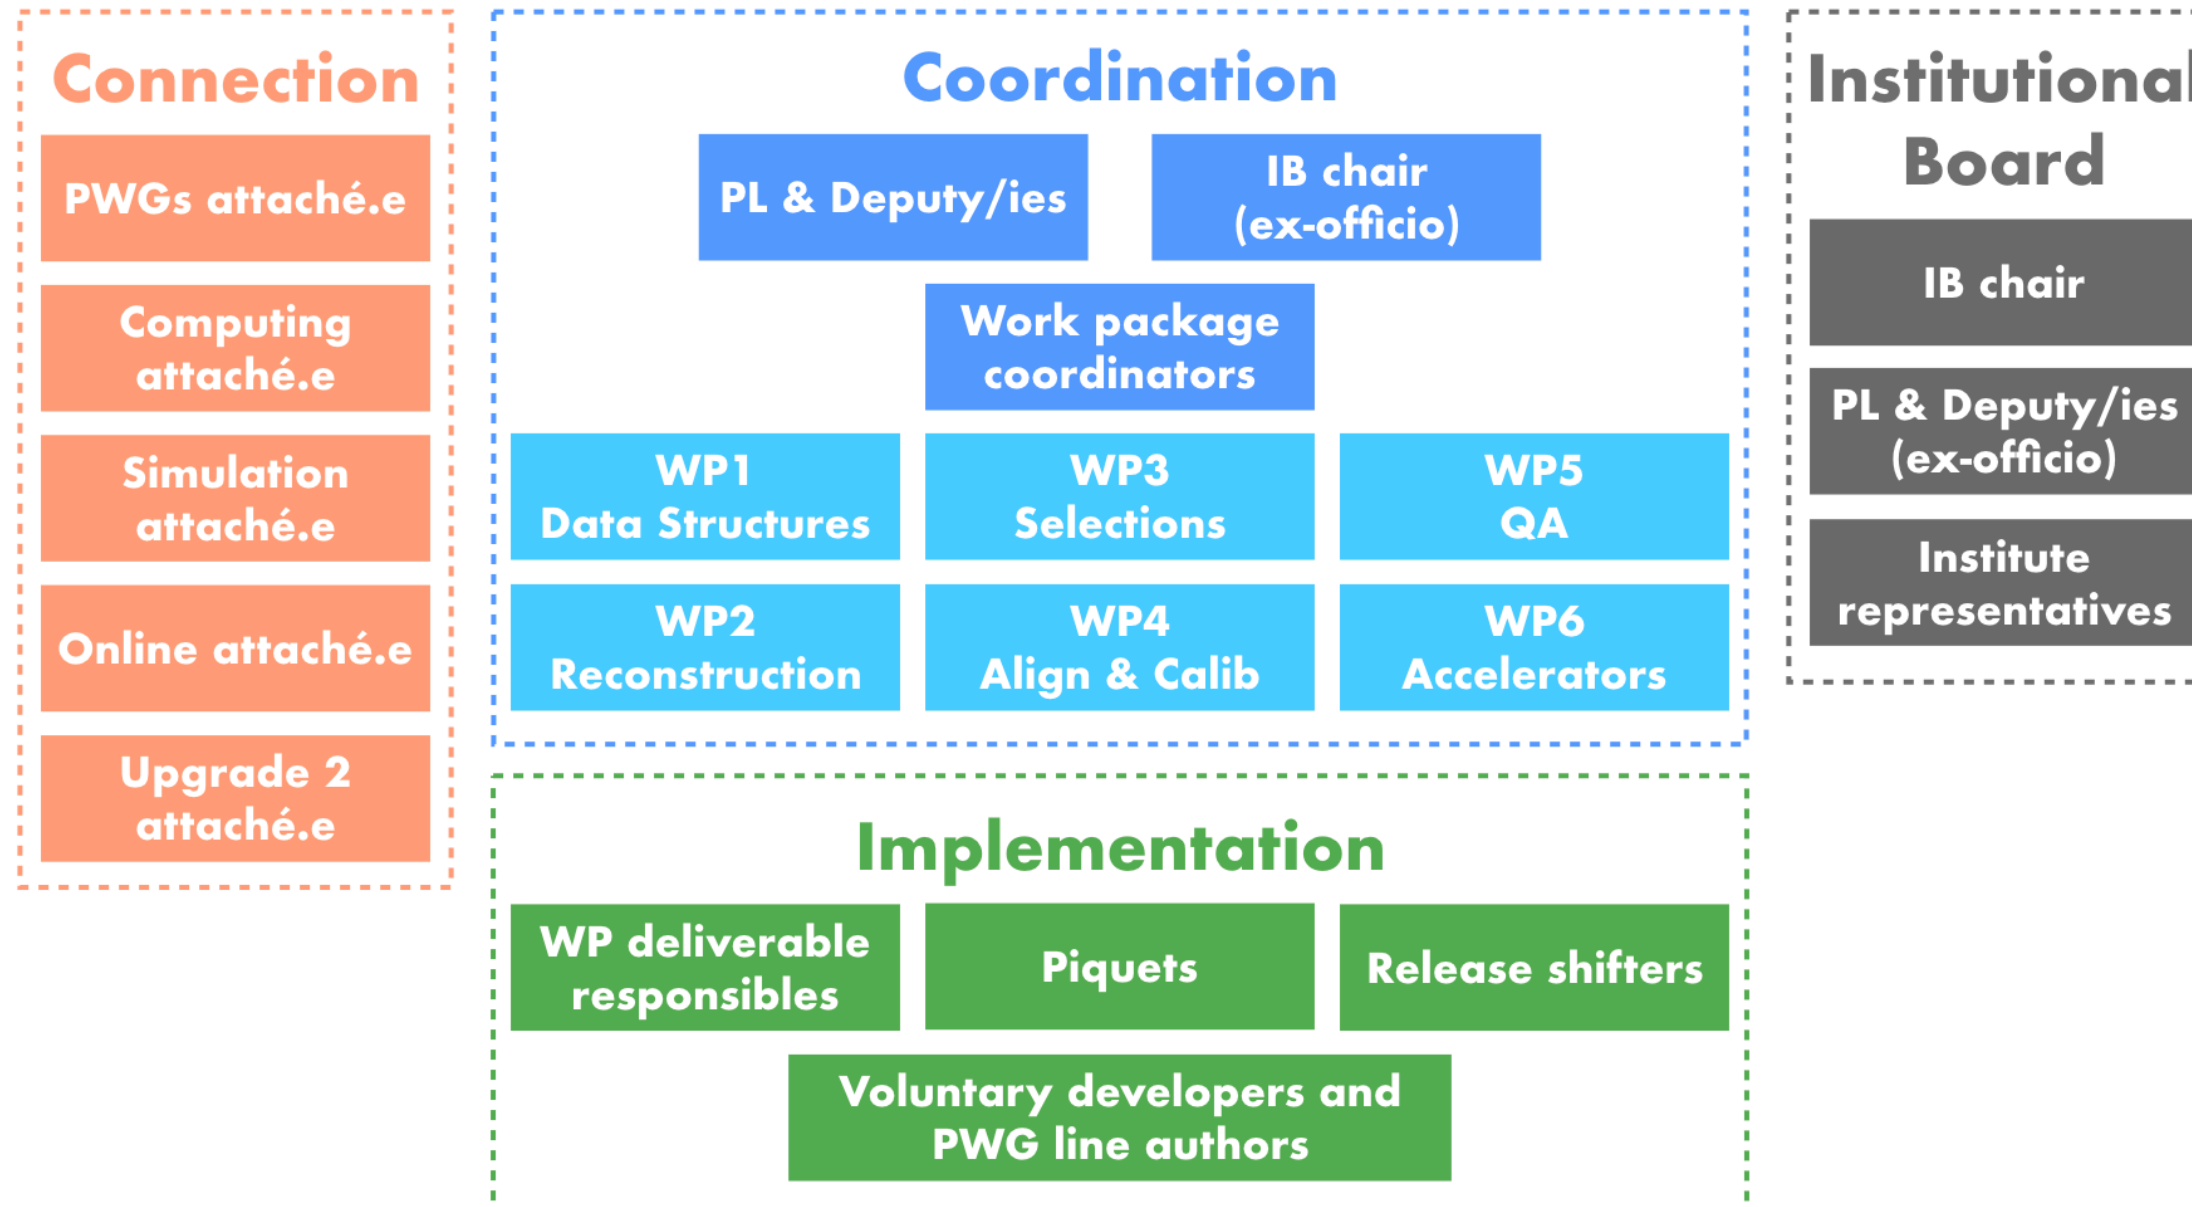 Connection
PWGs attaché.e
Computing
attaché.e
Simulation
attaché.e
Online attaché.e
Upgrade 2
attaché.e
Coordination
PL & Deputy/ies
IB chair
(ex-officio)
Work package
coordinators
WP1
Data Structures
WP3
Selections
WP5
QA
WP2
Reconstruction
WP4
Align & Calib
WP6
Accelerators
Implementation
WP deliverable
responsibles
Piquets
Release shifters
Voluntary developers and
PWG line authors
Institutional
Board
IB chair
PL & Deputy/ies
(ex-officio)
Institute
representatives